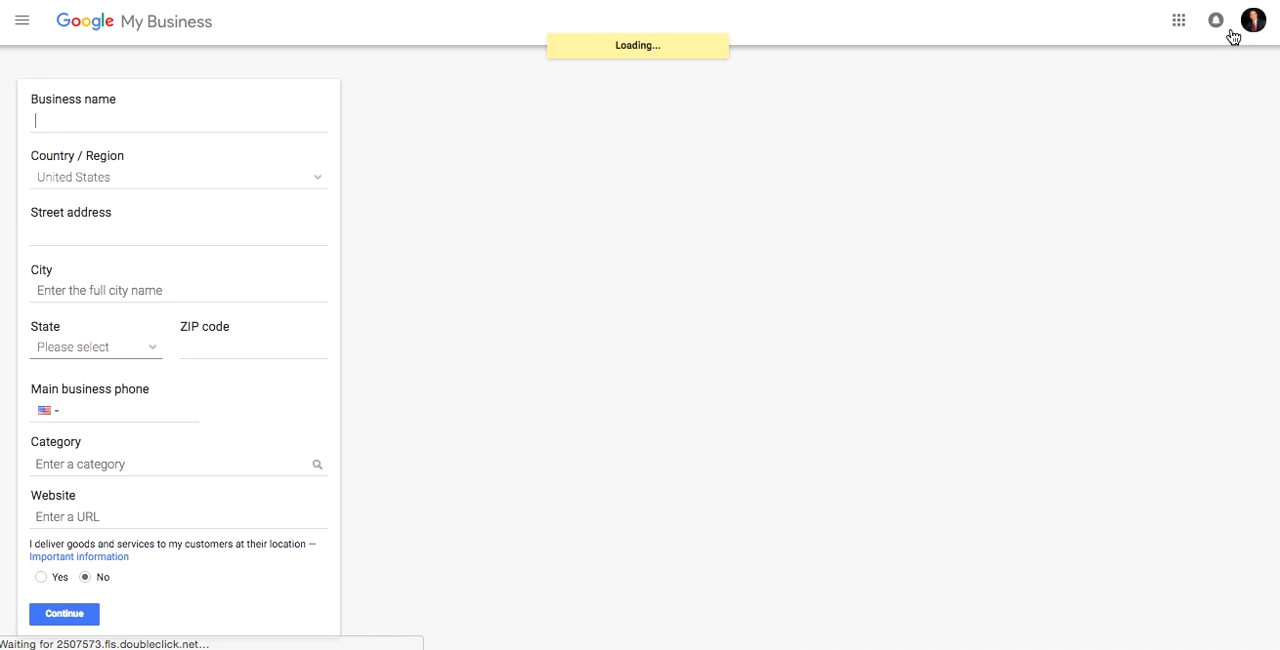 Google My Business
Loading...
Business name
Country / Region
United States
Street address
City
Enter the full city name
State ZIP code
Please select
Main business phone
-
Category
Enter a category
Website
Enter a URL
I deliver goods and services to my customers at their location —
Important information
Yes No
Continue
Waiting for 2507573.fls.doubleclick.net...